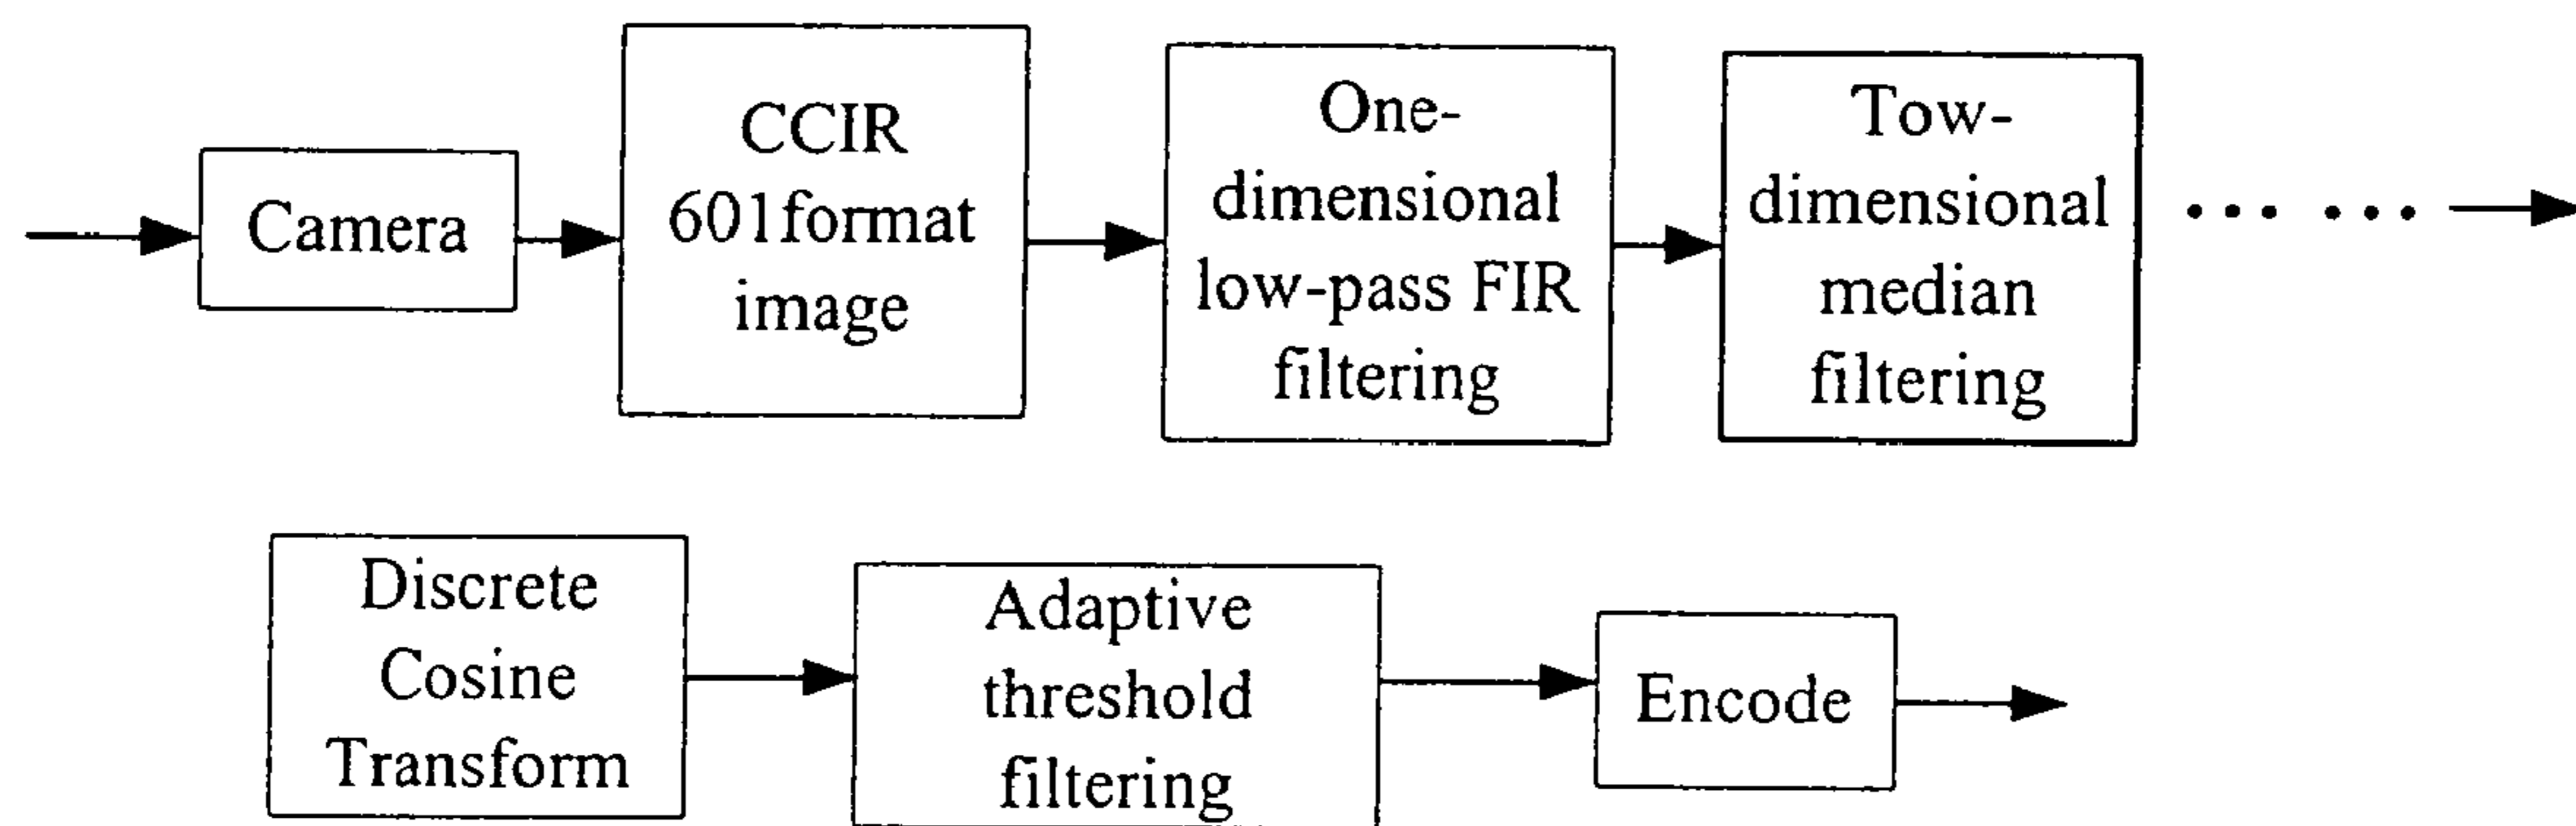 Camera
CCIR
601format
image
One-
dimensional
low-pass FIR
filtering
Tow-
dimensional
median
filtering
Discrete
Cosine
Transform
Adaptive
threshold
filtering
Encode